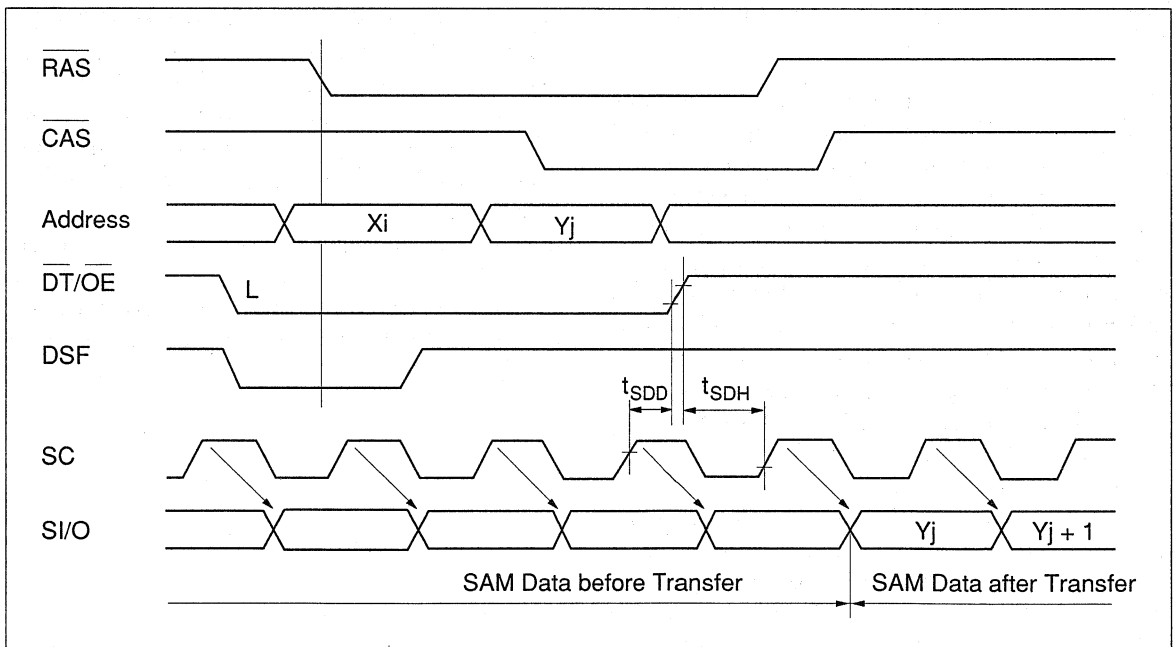 RAS
CAS
Address
Xi
Yj
DT/OE
L
DSF
tSDD
tSDH
SC
SI/O
Yj
Yj + 1
SAM Data before Transfer
SAM Data after Transfer